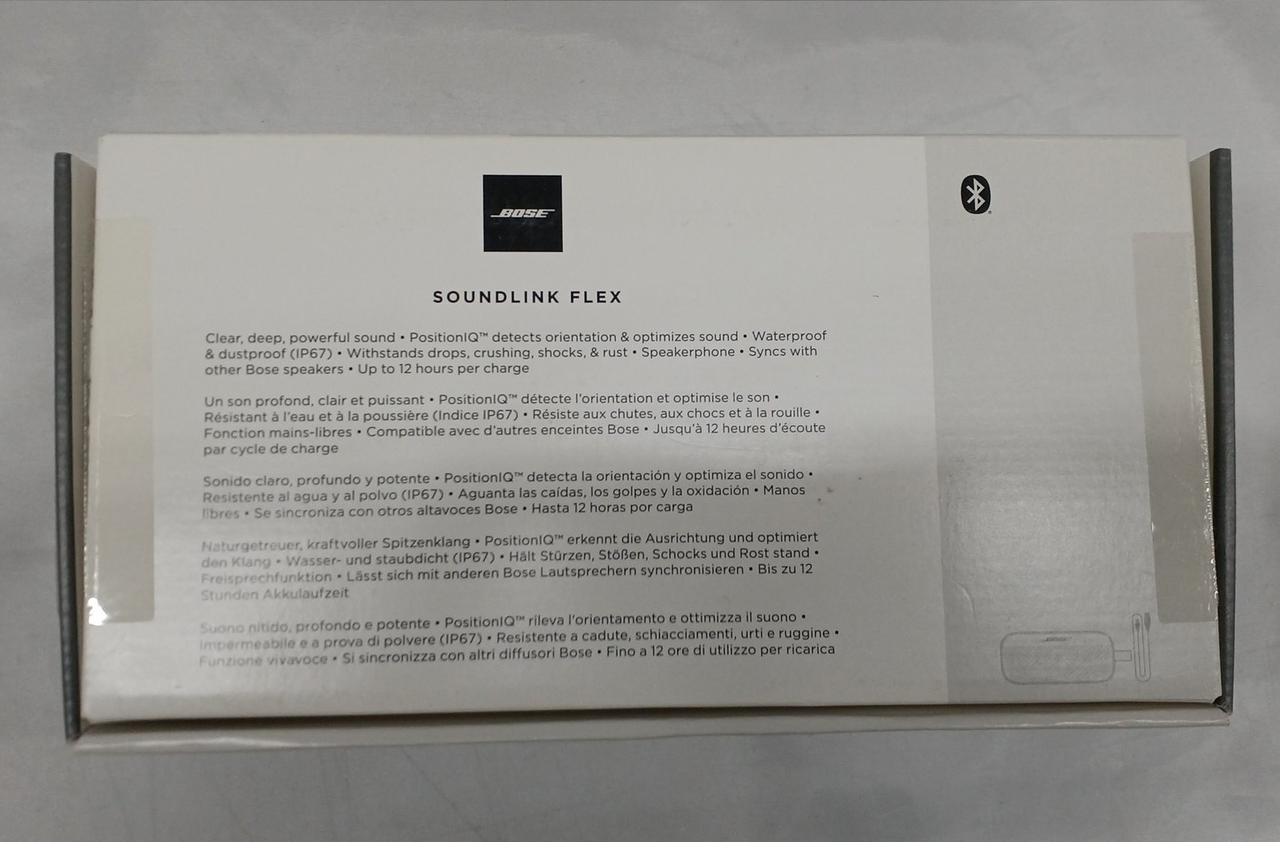 BOSE
SOUNDLINK FLEX
Clear, deep, powerful sound • PositionIQ™ detects orientation & optimizes sound • Waterproof
& dustproof (IP67) • Withstands drops, crushing, shocks, & rust • Speakerphone • Syncs with
other Bose speakers • Up to 12 hours per charge
Un son profond, clair et puissant • PositionIQ™ détecte l'orientation et optimise le son •
Résistant à l'eau et à la poussière (Indice IP67) • Résiste aux chutes, aux chocs et à la rouille •
Fonction mains-libres • Compatible avec d'autres enceintes Bose • Jusqu'à 12 heures d'écoute
par cycle de charge
Sonido claro, profundo y potente • PositionIQ™ detecta la orientación y optimiza el sonido •
Resistente al agua y al polvo (IP67) • Aguanta las caídas, los golpes y la oxidación • Manos
libres • Se sincroniza con otros altavoces Bose • Hasta 12 horas por carga
Naturgetreuer, kraftvoller Spitzenklang • PositionIQ™ erkennt die Ausrichtung und optimiert
den Klang • Wasser- und staubdicht (IP67) • Hält Stürzen, Stößen, Schocks und Rost stand •
Freisprechfunktion • Lässt sich mit anderen Bose Lautsprechern synchronisieren • Bis zu 12
Stunden Akkulaufzeit
Suono nitido, profondo e potente • PositionIQ™ rileva l'orientamento e ottimizza il suono •
Impermeabile e a prova di polvere (IP67) • Resistente a cadute, schiacciamenti, urti e ruggine •
Funzione vivavoce • Si sincronizza con altri diffusori Bose • Fino a 12 ore di utilizzo per ricarica
BOSE